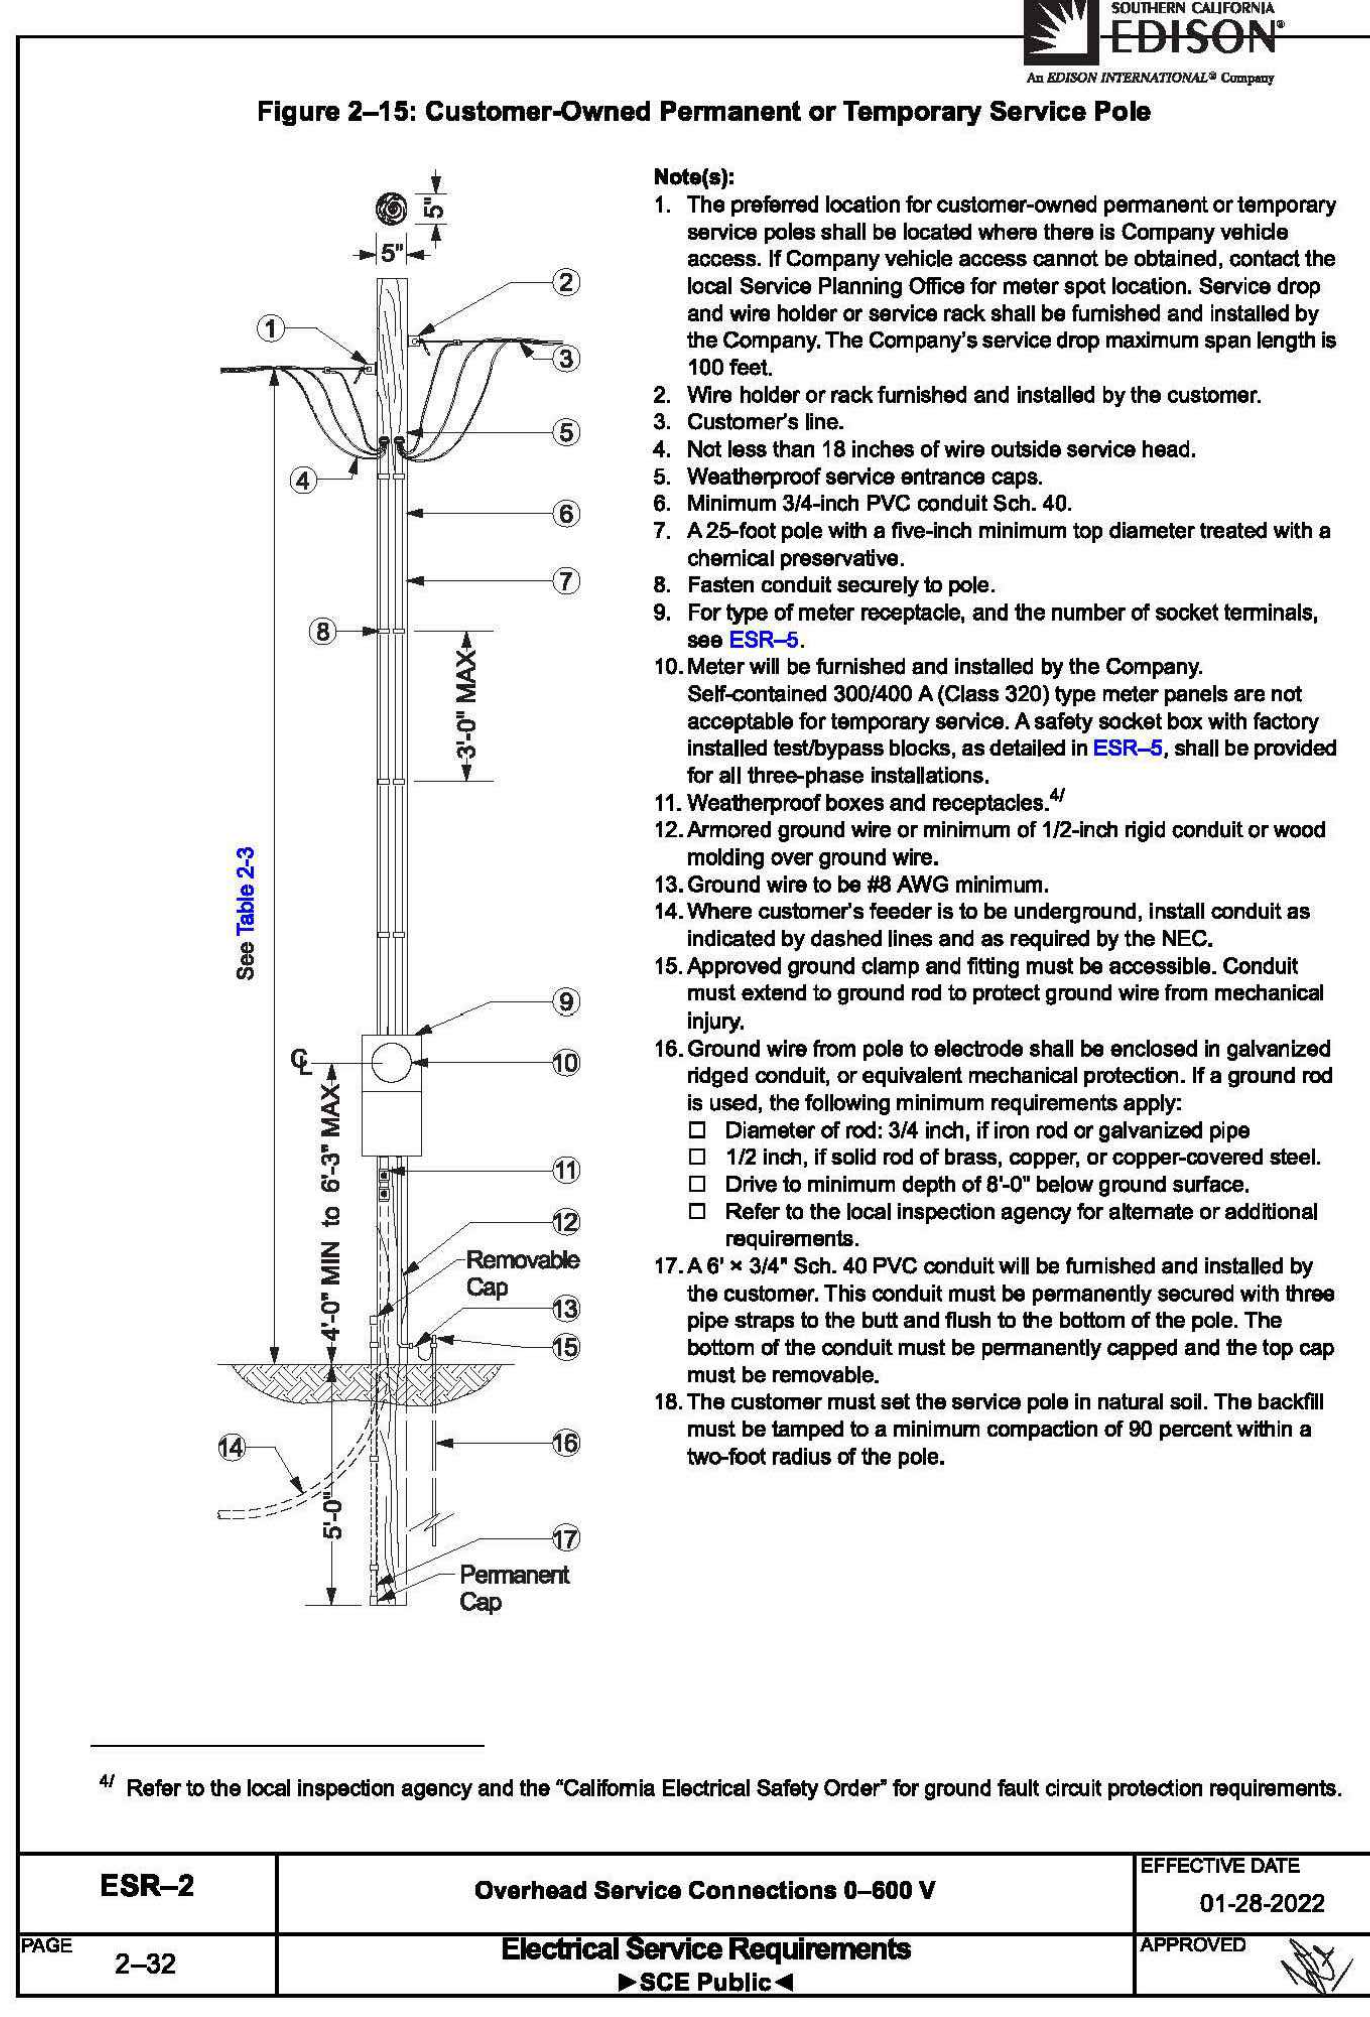 SOUTHERN CALIFORNIA
EDISON®
An EDISON INTERNATIONAL® Company
Figure 2–15: Customer-Owned Permanent or Temporary Service Pole
5"
5"
1
2
3
4
5
6
7
8
3'-0" MAX
See Table 2-3
9
10
C L
4'-0" MIN to 6'-3" MAX
11
12
Removable
Cap
13
15
14
16
5'-0"
17
Permanent
Cap
Note(s):
1. The preferred location for customer-owned permanent or temporary
service poles shall be located where there is Company vehicle
access. If Company vehicle access cannot be obtained, contact the
local Service Planning Office for meter spot location. Service drop
and wire holder or service rack shall be furnished and installed by
the Company. The Company's service drop maximum span length is
100 feet.
2. Wire holder or rack furnished and installed by the customer.
3. Customer's line.
4. Not less than 18 inches of wire outside service head.
5. Weatherproof service entrance caps.
6. Minimum 3/4-inch PVC conduit Sch. 40.
7. A 25-foot pole with a five-inch minimum top diameter treated with a
chemical preservative.
8. Fasten conduit securely to pole.
9. For type of meter receptacle, and the number of socket terminals,
see ESR–5.
10. Meter will be furnished and installed by the Company.
Self-contained 300/400 A (Class 320) type meter panels are not
acceptable for temporary service. A safety socket box with factory
installed test/bypass blocks, as detailed in ESR–5, shall be provided
for all three-phase installations.
11. Weatherproof boxes and receptacles.4/
12. Armored ground wire or minimum of 1/2-inch rigid conduit or wood
molding over ground wire.
13. Ground wire to be #8 AWG minimum.
14. Where customer's feeder is to be underground, install conduit as
indicated by dashed lines and as required by the NEC.
15. Approved ground clamp and fitting must be accessible. Conduit
must extend to ground rod to protect ground wire from mechanical
injury.
16. Ground wire from pole to electrode shall be enclosed in galvanized
ridged conduit, or equivalent mechanical protection. If a ground rod
is used, the following minimum requirements apply:
☐ Diameter of rod: 3/4 inch, if iron rod or galvanized pipe
☐ 1/2 inch, if solid rod of brass, copper, or copper-covered steel.
☐ Drive to minimum depth of 8'-0" below ground surface.
☐ Refer to the local inspection agency for alternate or additional
requirements.
17. A 6' × 3/4" Sch. 40 PVC conduit will be furnished and installed by
the customer. This conduit must be permanently secured with three
pipe straps to the butt and flush to the bottom of the pole. The
bottom of the conduit must be permanently capped and the top cap
must be removable.
18. The customer must set the service pole in natural soil. The backfill
must be tamped to a minimum compaction of 90 percent within a
two-foot radius of the pole.
4/ Refer to the local inspection agency and the “California Electrical Safety Order” for ground fault circuit protection requirements.
ESR–2
Overhead Service Connections 0–600 V
EFFECTIVE DATE
01-28-2022
PAGE
2–32
Electrical Service Requirements
►SCE Public◄
APPROVED